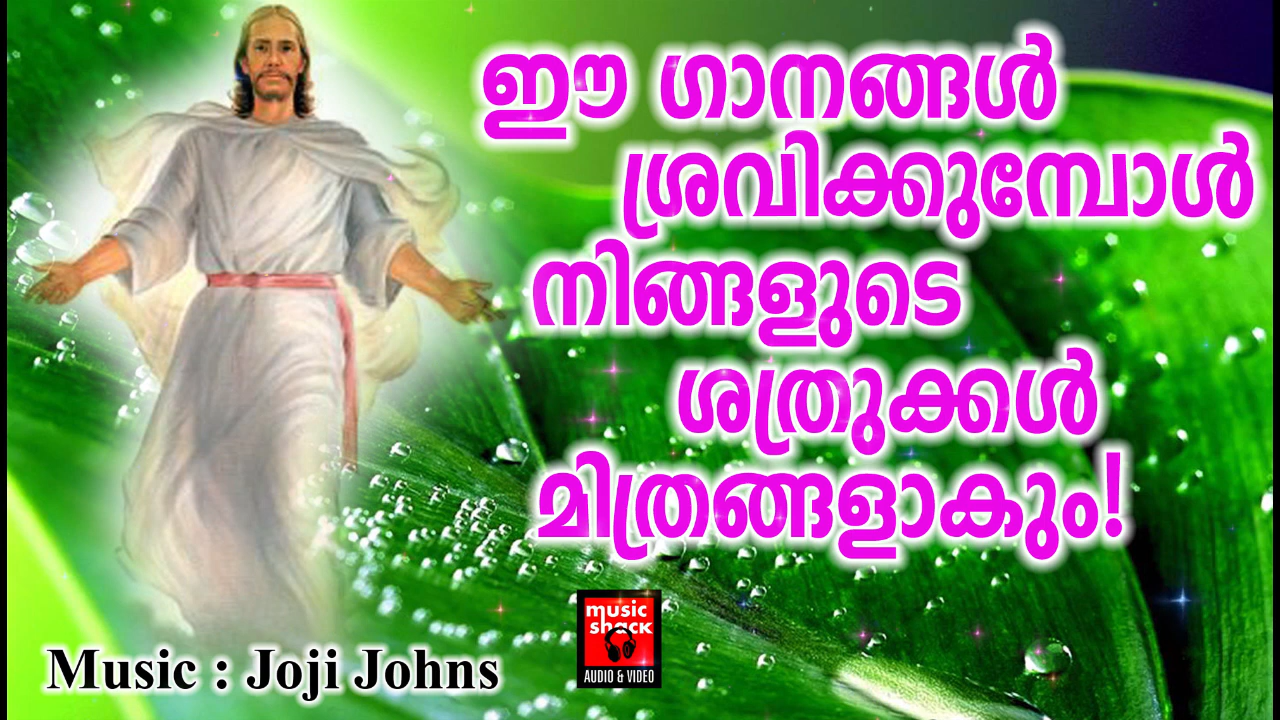 ഈ ഗാനങ്ങൾ
ശ്രവിക്കുമ്പോൾ
നിങ്ങളുടെ
ശത്രുക്കൾ
മിത്രങ്ങളാകും!
music
shack
AUDIO & VIDEO
Music : Joji Johns